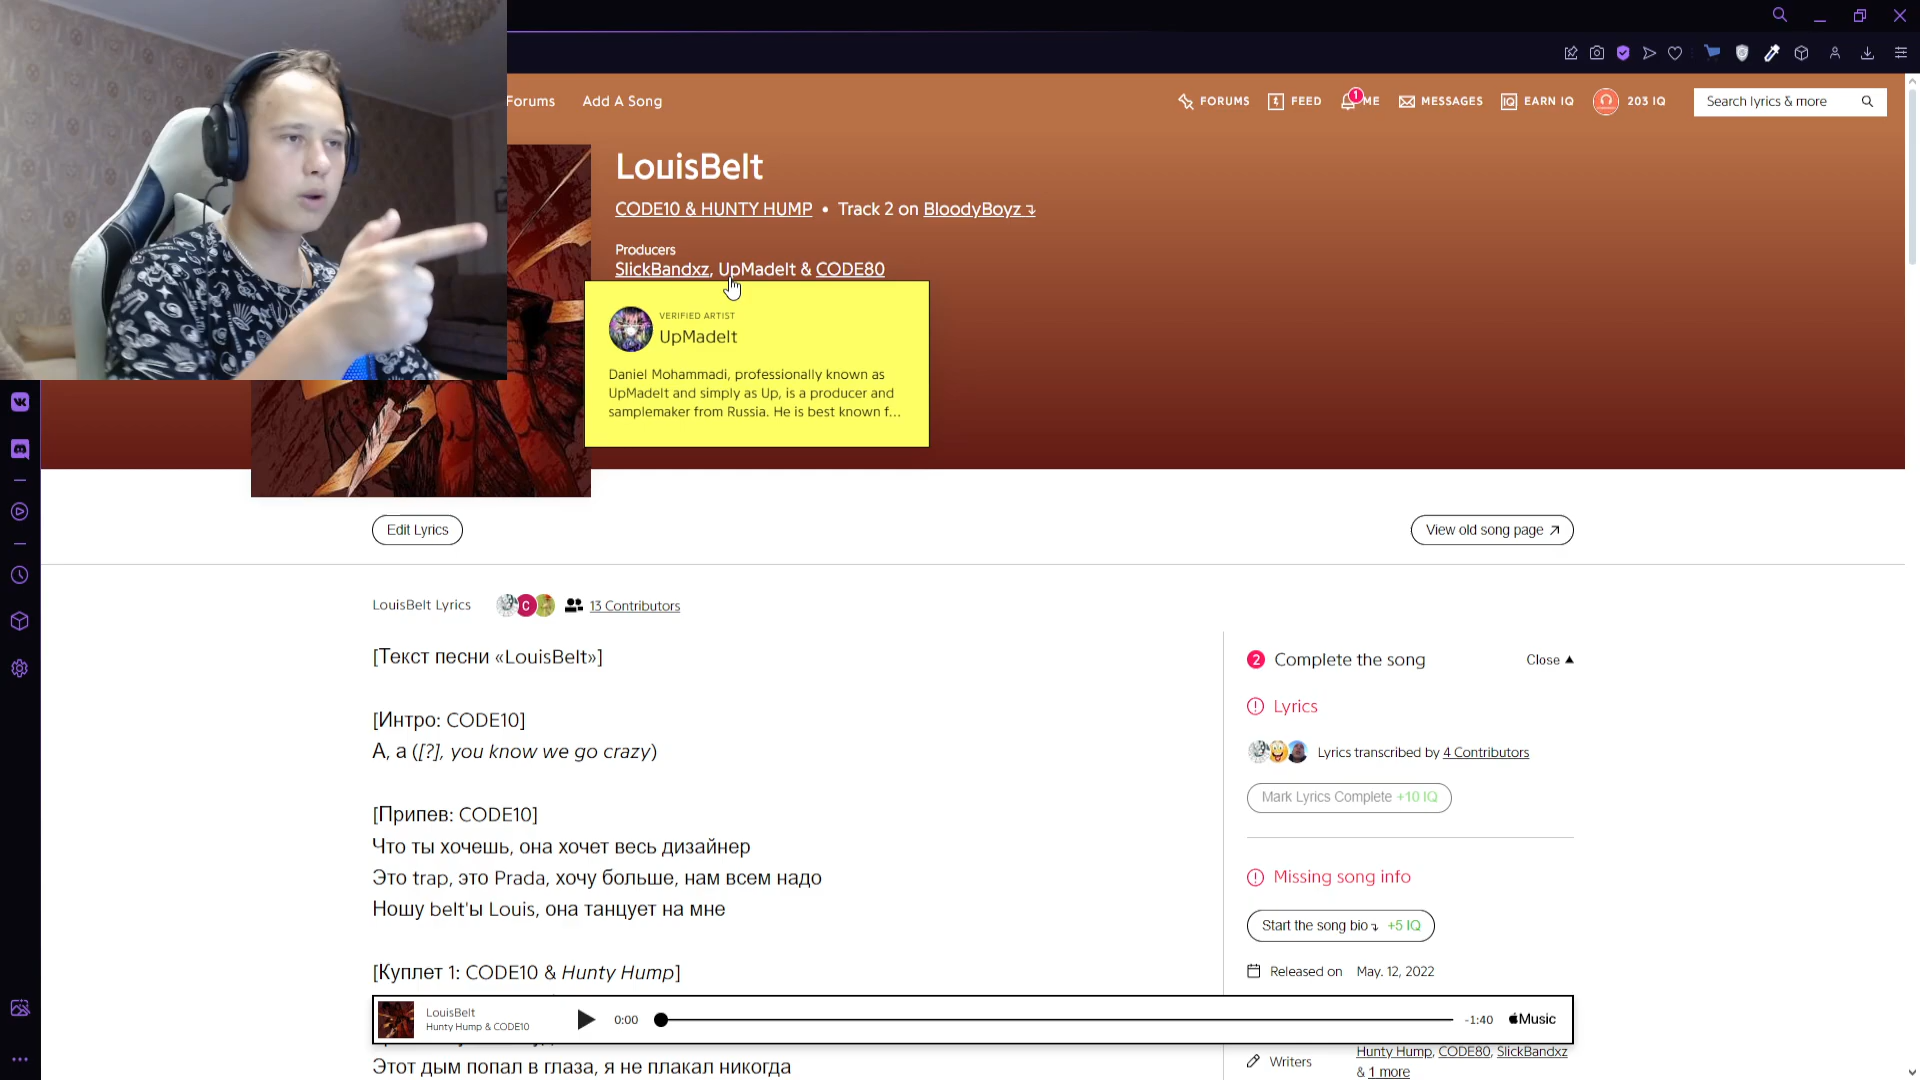 Forums
Add A Song
FORUMS
FEED
1
ME
MESSAGES
EARN IQ
203 IQ
Search lyrics & more
LouisBelt
CODE10 & HUNTY HUMP • Track 2 on BloodyBoyz
Producers
SlickBandxz, UpMadeIt & CODE80
VERIFIED ARTIST
UpMadeIt
Daniel Mohammadi, professionally known as
UpMadeIt and simply as Up, is a producer and
samplemaker from Russia. He is best known f...
Edit Lyrics
View old song page
LouisBelt Lyrics
C
13 Contributors
[Текст песни «LouisBelt»]
[Интро: CODE10]
А, а ([?], you know we go crazy)
[Припев: CODE10]
Что ты хочешь, она хочет весь дизайнер
Это trap, это Prada, хочу больше, нам всем надо
Ношу belt'ы Louis, она танцует на мне
[Куплет 1: CODE10 & Hunty Hump]
Этот дым попал в глаза, я не плакал никогда
2 Complete the song
Close
Lyrics
Lyrics transcribed by 4 Contributors
Mark Lyrics Complete +10 IQ
Missing song info
Start the song bio +5 IQ
Released on May. 12, 2022
Writers
Hunty Hump, CODE80, SlickBandxz
& 1 more
LouisBelt
Hunty Hump & CODE10
0:00
-1:40
Music